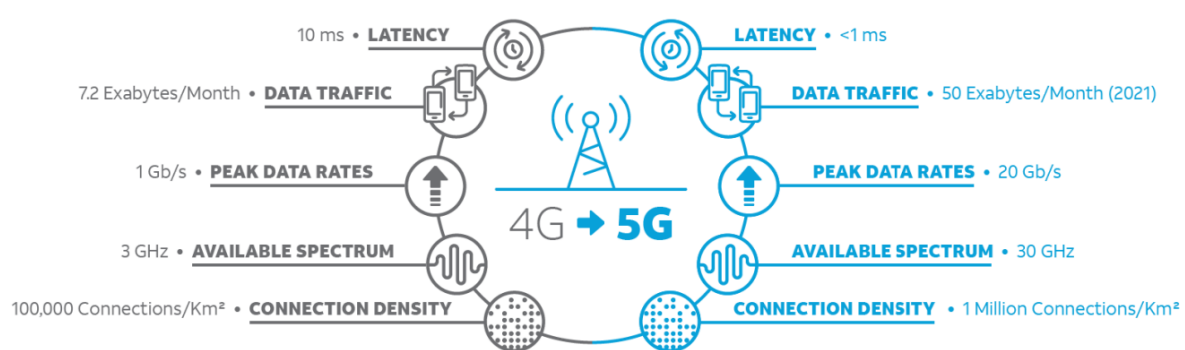 10 ms • LATENCY
7.2 Exabytes/Month • DATA TRAFFIC
1 Gb/s • PEAK DATA RATES
3 GHz • AVAILABLE SPECTRUM
100,000 Connections/Km² • CONNECTION DENSITY
4G → 5G
LATENCY • <1 ms
DATA TRAFFIC • 50 Exabytes/Month (2021)
PEAK DATA RATES • 20 Gb/s
AVAILABLE SPECTRUM • 30 GHz
CONNECTION DENSITY • 1 Million Connections/Km²